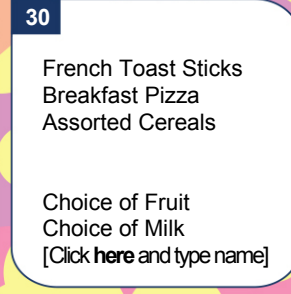 30
French Toast Sticks
Breakfast Pizza
Assorted Cereals
Choice of Fruit
Choice of Milk
[Click here and type name]